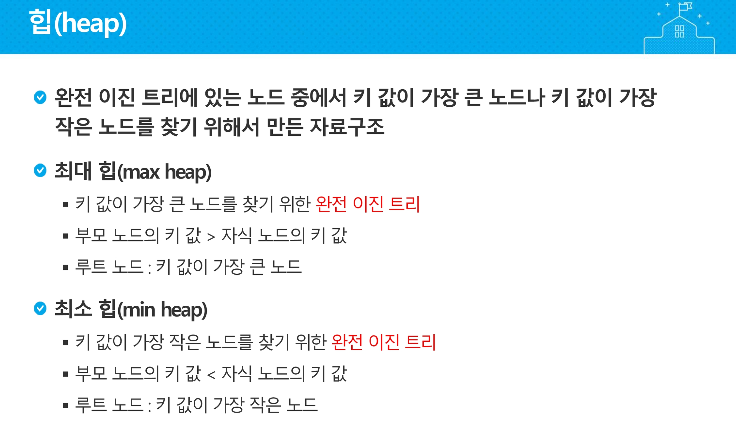 힙(heap)
완전 이진 트리에 있는 노드 중에서 키 값이 가장 큰 노드나 키 값이 가장
작은 노드를 찾기 위해서 만든 자료구조
최대 힙(max heap)
▪ 키 값이 가장 큰 노드를 찾기 위한 완전 이진 트리
▪ 부모 노드의 키 값 > 자식 노드의 키 값
▪ 루트 노드 : 키 값이 가장 큰 노드
최소 힙(min heap)
▪ 키 값이 가장 작은 노드를 찾기 위한 완전 이진 트리
▪ 부모 노드의 키 값 < 자식 노드의 키 값
▪ 루트 노드 : 키 값이 가장 작은 노드